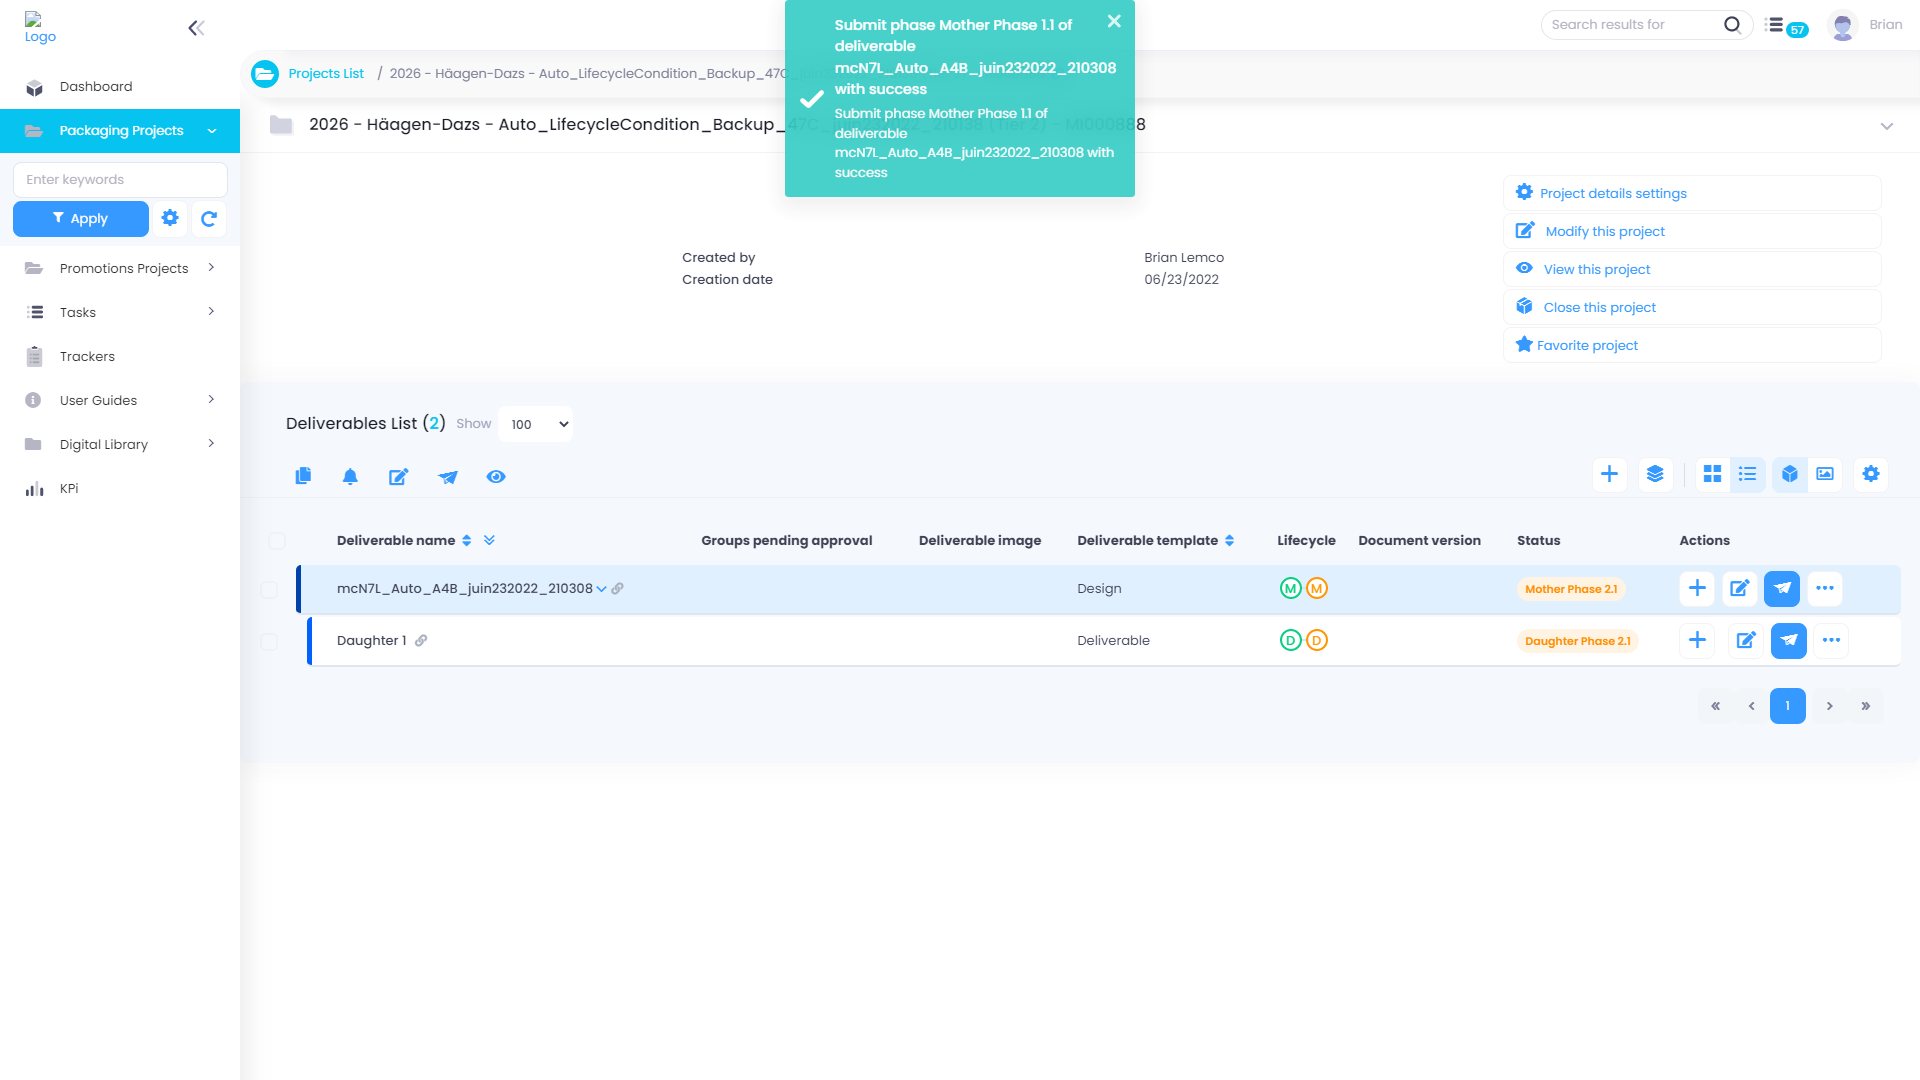 Logo
Dashboard
Packaging Projects
Enter keywords
Apply
Promotions Projects
Tasks
Trackers
User Guides
Digital Library
KPi
Search results for
57
Brian
Projects List / 2026 - Häagen-Dazs - Auto_LifecycleCondition_Backup_47C_
2026 - Häagen-Dazs - Auto_LifecycleCondition_Backup_47C_juin232022_210138 (Tier 2) - MI000888
Submit phase Mother Phase 1.1 of
deliverable
mcN7L_Auto_A4B_juin232022_210308
with success
Submit phase Mother Phase 1.1 of
deliverable
mcN7L_Auto_A4B_juin232022_210308 with
success
Created by Brian Lemco
Creation date 06/23/2022
Project details settings
Modify this project
View this project
Close this project
Favorite project
Deliverables List (2) Show 100
Deliverable name Groups pending approval Deliverable image Deliverable template Lifecycle Document version Status Actions
mcN7L_Auto_A4B_juin232022_210308 Design M M Mother Phase 2.1
Daughter 1 Deliverable D D Daughter Phase 2.1
« ‹ 1 › »